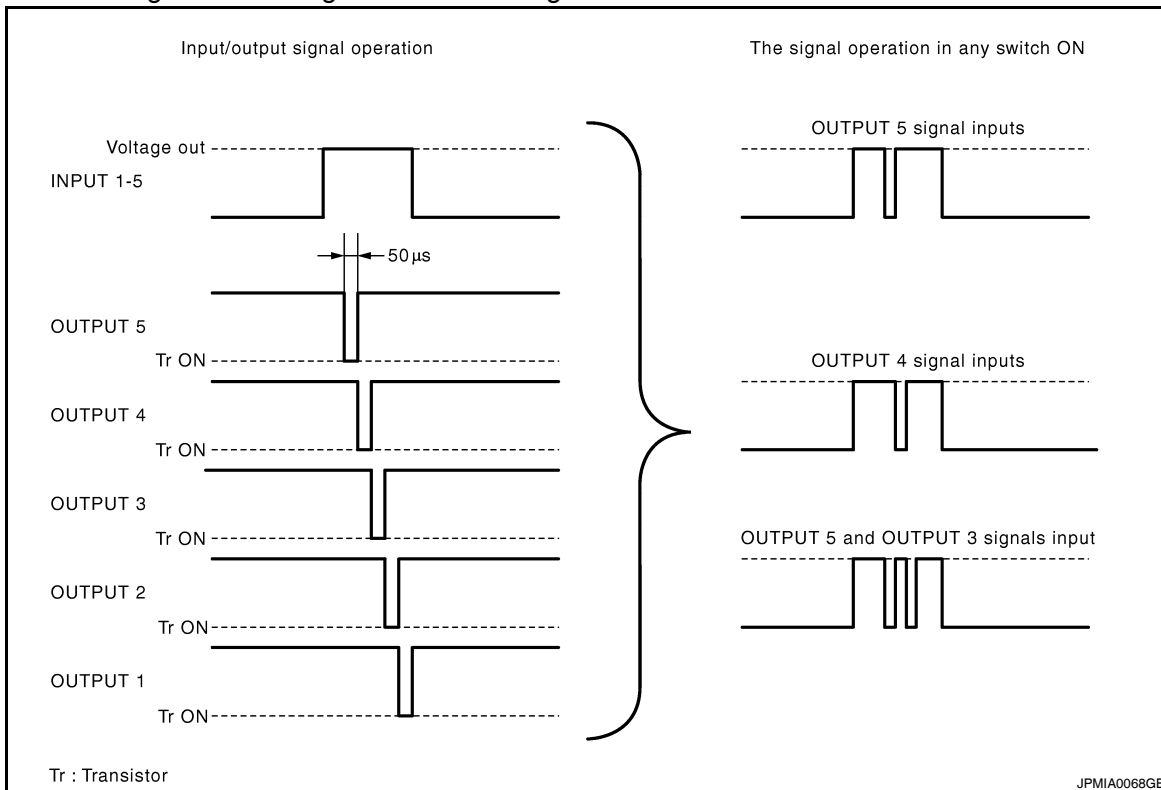 Input/output signal operation
The signal operation in any switch ON
Voltage out
INPUT 1-5
50 µs
OUTPUT 5
Tr ON
OUTPUT 4
Tr ON
OUTPUT 3
Tr ON
OUTPUT 2
Tr ON
OUTPUT 1
Tr ON
OUTPUT 5 signal inputs
OUTPUT 4 signal inputs
OUTPUT 5 and OUTPUT 3 signals input
Tr : Transistor
JPMIA0068GB